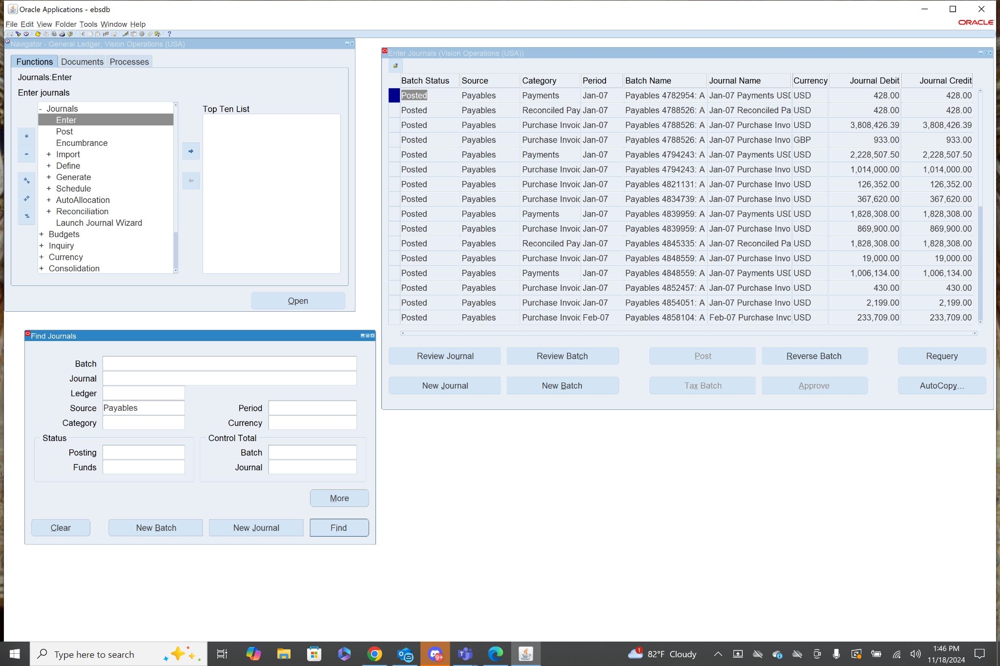 Oracle Applications - ebsdb
File Edit View Folder Tools Window Help
ORACLE
Navigator - General Ledger, Vision Operations (USA)
Functions Documents Processes
Journals:Enter
Enter journals
- Journals
Enter
Post
Encumbrance
+ Import
+ Define
+ Generate
+ Schedule
+ AutoAllocation
+ Reconciliation
Launch Journal Wizard
+ Budgets
+ Inquiry
+ Currency
+ Consolidation
Top Ten List
Open
Enter Journals (Vision Operations (USA))
Batch Status Source Category Period Batch Name Journal Name Currency Journal Debit Journal Credit
Posted Payables Payments Jan-07 Payables 4782954: A Jan-07 Payments USD USD 428.00 428.00
Posted Payables Reconciled Pay Jan-07 Payables 4788526: A Jan-07 Reconciled Pa USD 428.00 428.00
Posted Payables Purchase Invoic Jan-07 Payables 4788526: A Jan-07 Purchase Invo USD 3,808,426.39 3,808,426.39
Posted Payables Purchase Invoic Jan-07 Payables 4788526: A Jan-07 Purchase Invo GBP 933.00 933.00
Posted Payables Payments Jan-07 Payables 4794243: A Jan-07 Payments USD USD 2,228,507.50 2,228,507.50
Posted Payables Purchase Invoic Jan-07 Payables 4794243: A Jan-07 Purchase Invo USD 1,014,000.00 1,014,000.00
Posted Payables Purchase Invoic Jan-07 Payables 4821131: A Jan-07 Purchase Invo USD 126,352.00 126,352.00
Posted Payables Purchase Invoic Jan-07 Payables 4834739: A Jan-07 Purchase Invo USD 367,620.00 367,620.00
Posted Payables Payments Jan-07 Payables 4839959: A Jan-07 Payments USD USD 1,828,308.00 1,828,308.00
Posted Payables Purchase Invoic Jan-07 Payables 4839959: A Jan-07 Purchase Invo USD 869,900.00 869,900.00
Posted Payables Reconciled Pay Jan-07 Payables 4845335: A Jan-07 Reconciled Pa USD 1,828,308.00 1,828,308.00
Posted Payables Purchase Invoic Jan-07 Payables 4848559: A Jan-07 Purchase Invo USD 19,000.00 19,000.00
Posted Payables Payments Jan-07 Payables 4848559: A Jan-07 Payments USD USD 1,006,134.00 1,006,134.00
Posted Payables Purchase Invoic Jan-07 Payables 4852457: A Jan-07 Purchase Invo USD 430.00 430.00
Posted Payables Purchase Invoic Jan-07 Payables 4854051: A Jan-07 Purchase Invo USD 2,199.00 2,199.00
Posted Payables Purchase Invoic Feb-07 Payables 4858104: A Feb-07 Purchase Invc USD 233,709.00 233,709.00
Review Journal Review Batch Post Reverse Batch Requery
New Journal New Batch Tax Batch Approve AutoCopy...
Find Journals
Batch
Journal
Ledger
Source Payables Period
Category Currency
Status Control Total
Posting Batch
Funds Journal
More
Clear New Batch New Journal Find
Type here to search
9+
1
82°F Cloudy
1:46 PM
11/18/2024